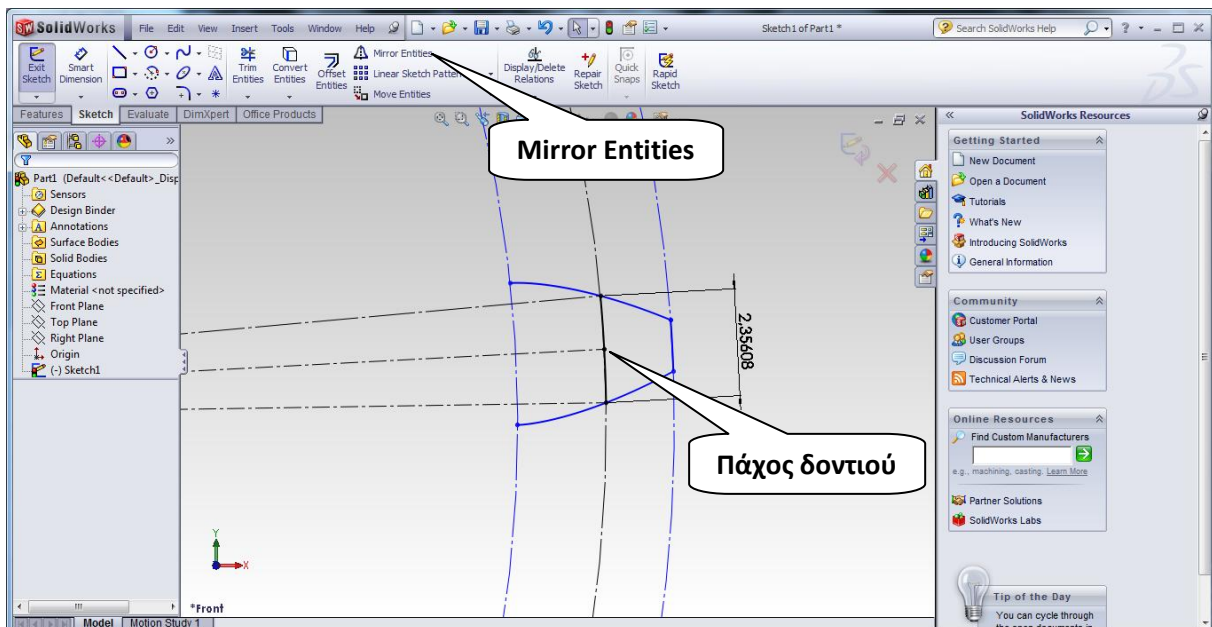 SolidWorks File Edit View Insert Tools Window Help Sketch1 of Part1 * Search SolidWorks Help
Exit Sketch
Smart Dimension
Trim Entities
Convert Entities
Offset Entities
Mirror Entities
Linear Sketch Pattern
Move Entities
Display/Delete Relations
Repair Sketch
Quick Snaps
Rapid Sketch
Features Sketch Evaluate DimXpert Office Products
Part1 (Default<<Default>_Disp
Sensors
Design Binder
Annotations
Surface Bodies
Solid Bodies
Equations
Material <not specified>
Front Plane
Top Plane
Right Plane
Origin
(-) Sketch1
Mirror Entities
2,35608
Πάχος δοντιού
Y
X
*Front
Model Motion Study 1
SolidWorks Resources
Getting Started
New Document
Open a Document
Tutorials
What's New
Introducing SolidWorks
General Information
Community
Customer Portal
User Groups
Discussion Forum
Technical Alerts & News
Online Resources
Find Custom Manufacturers
e.g., machining, casting. Learn More
Partner Solutions
SolidWorks Labs
Tip of the Day
You can cycle through